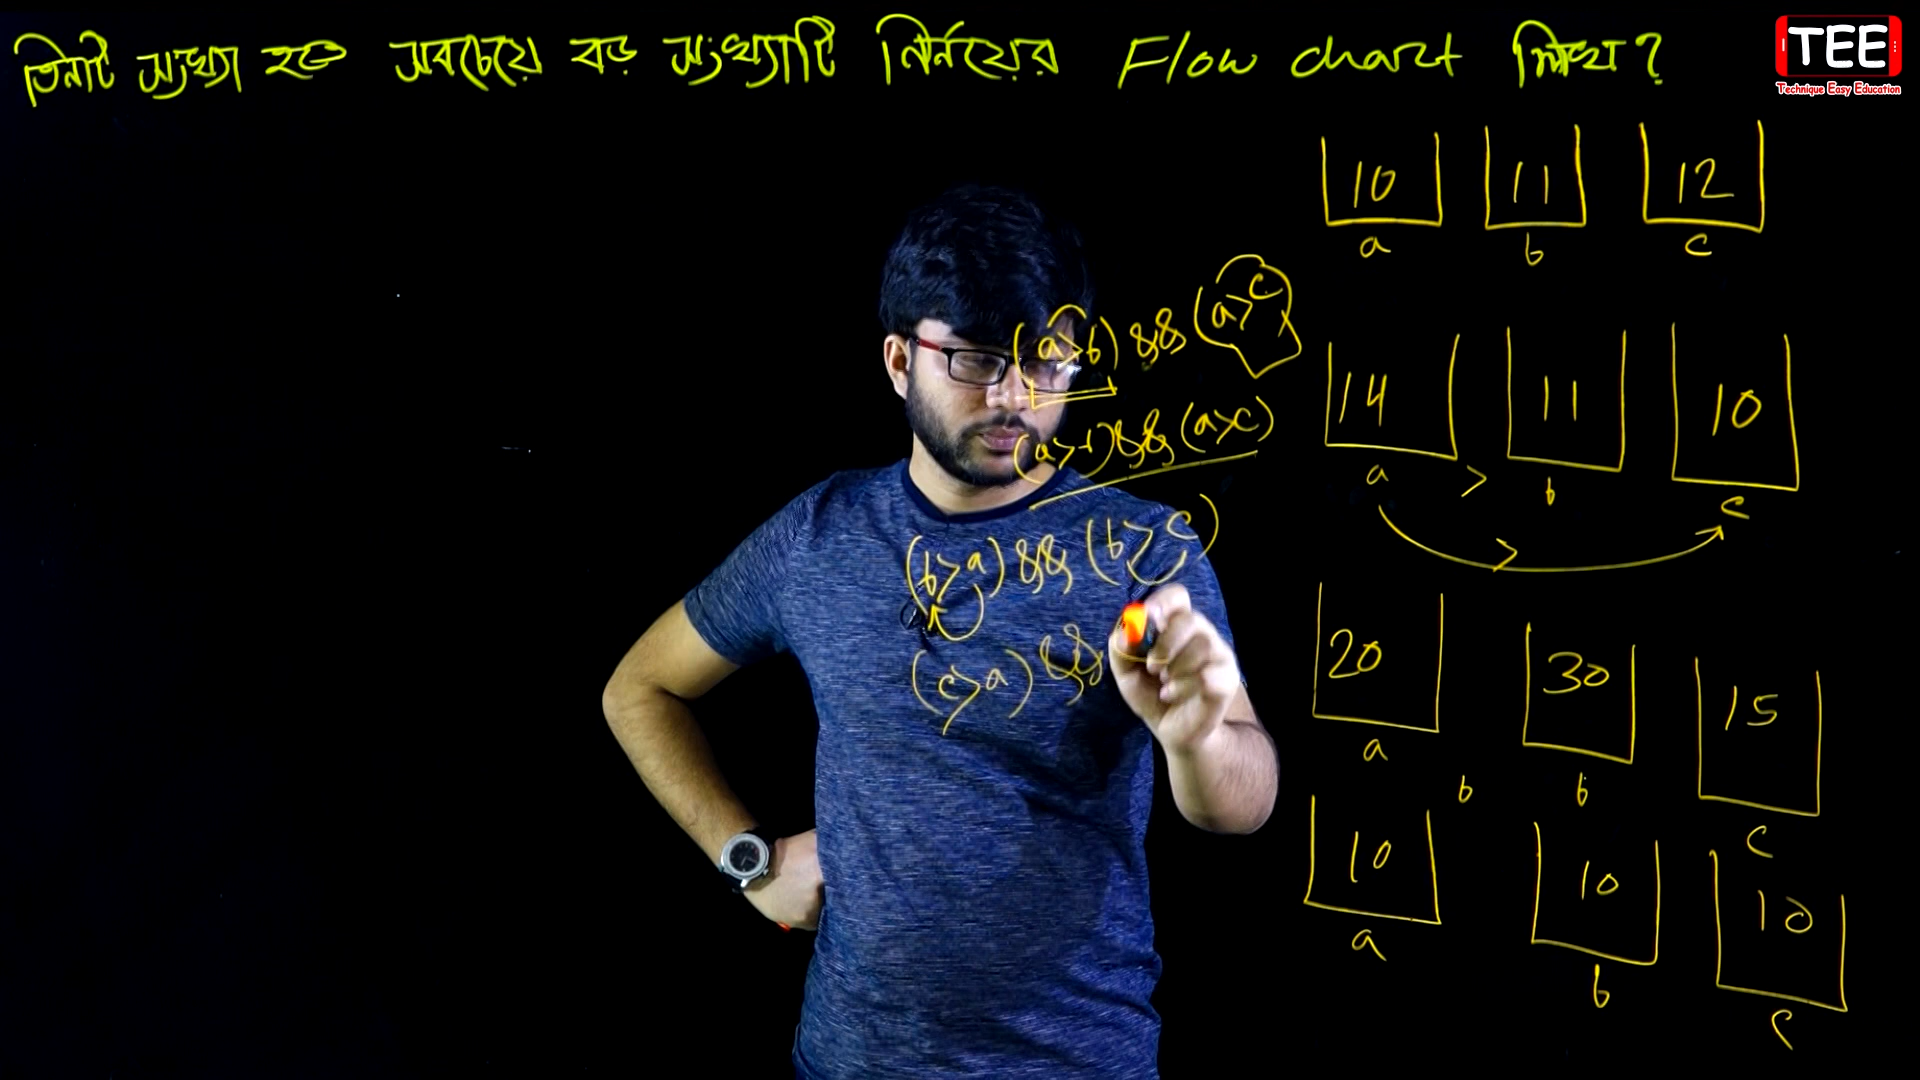 তিনটি সংখ্যা হতে সবচেয়ে বড় সংখ্যাটি নির্নয়ের Flow chart লিখ?
TEE
Technique Easy Education
10 11 12
a b c
(a>b) && (a>c)
14 11 10
a > b c
>
(a>b) && (a>c)
(b>a) && (b>c)
(c>a) &&
20 30 15
a b c
b
10 10 10
a b c